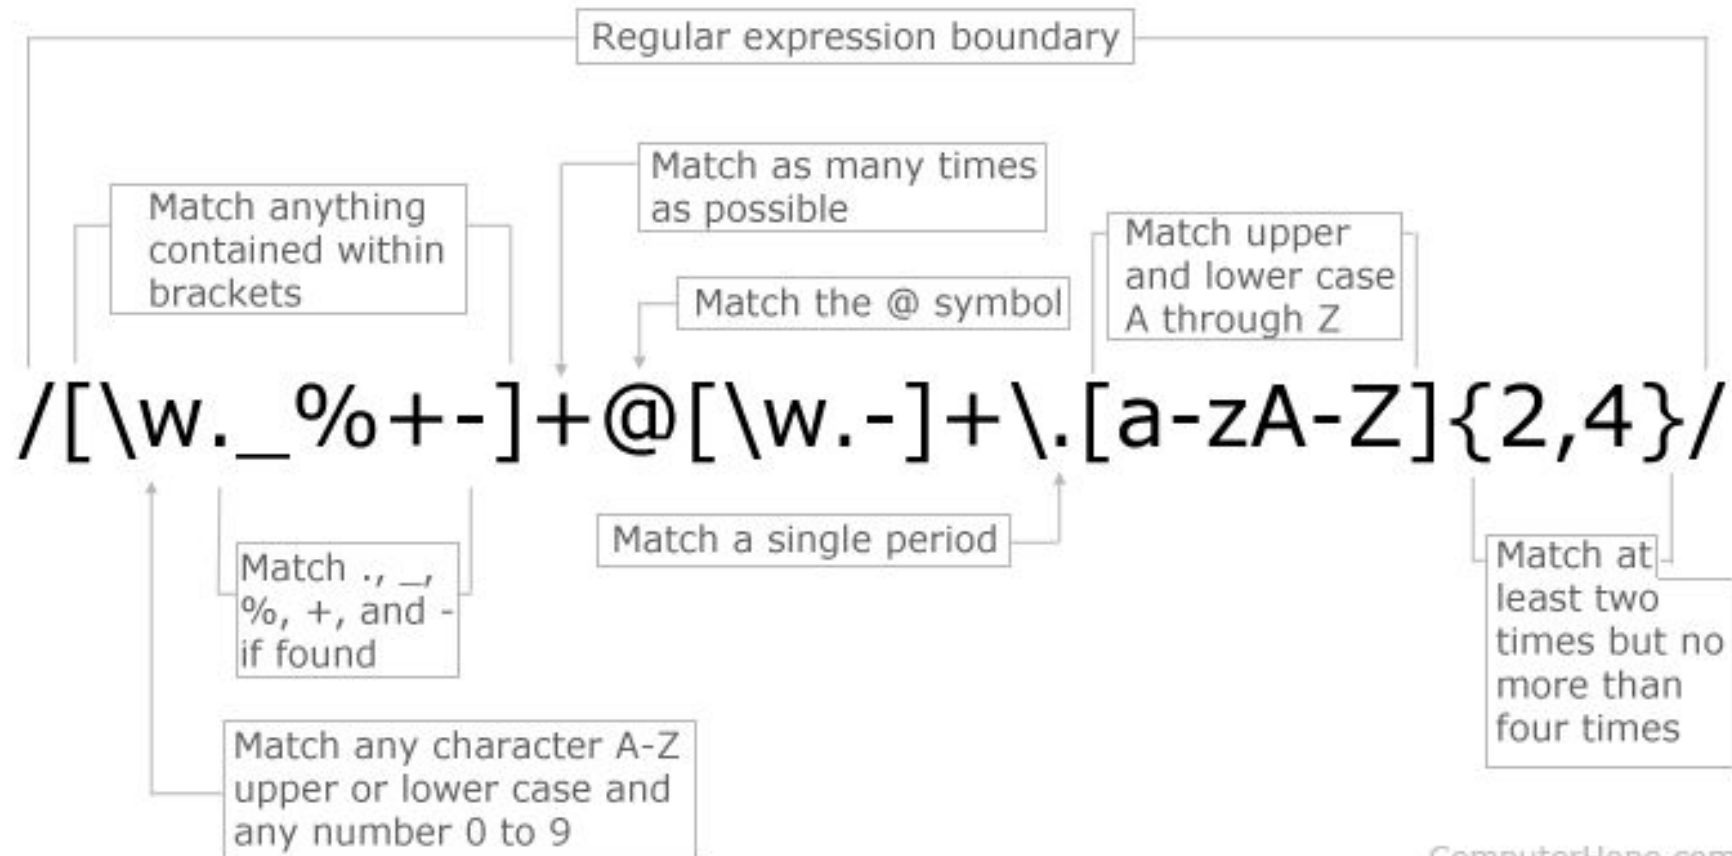 Regular expression boundary
Match as many times
as possible
Match anything
contained within
brackets
Match upper
and lower case
A through Z
Match the @ symbol
/[\w._%+-]+@[\w.-]+\.[a-zA-Z]{2,4}/
Match a single period
Match ., _,
%, +, and -
if found
Match at
least two
times but no
more than
four times
Match any character A-Z
upper or lower case and
any number 0 to 9
ComputerHope.com